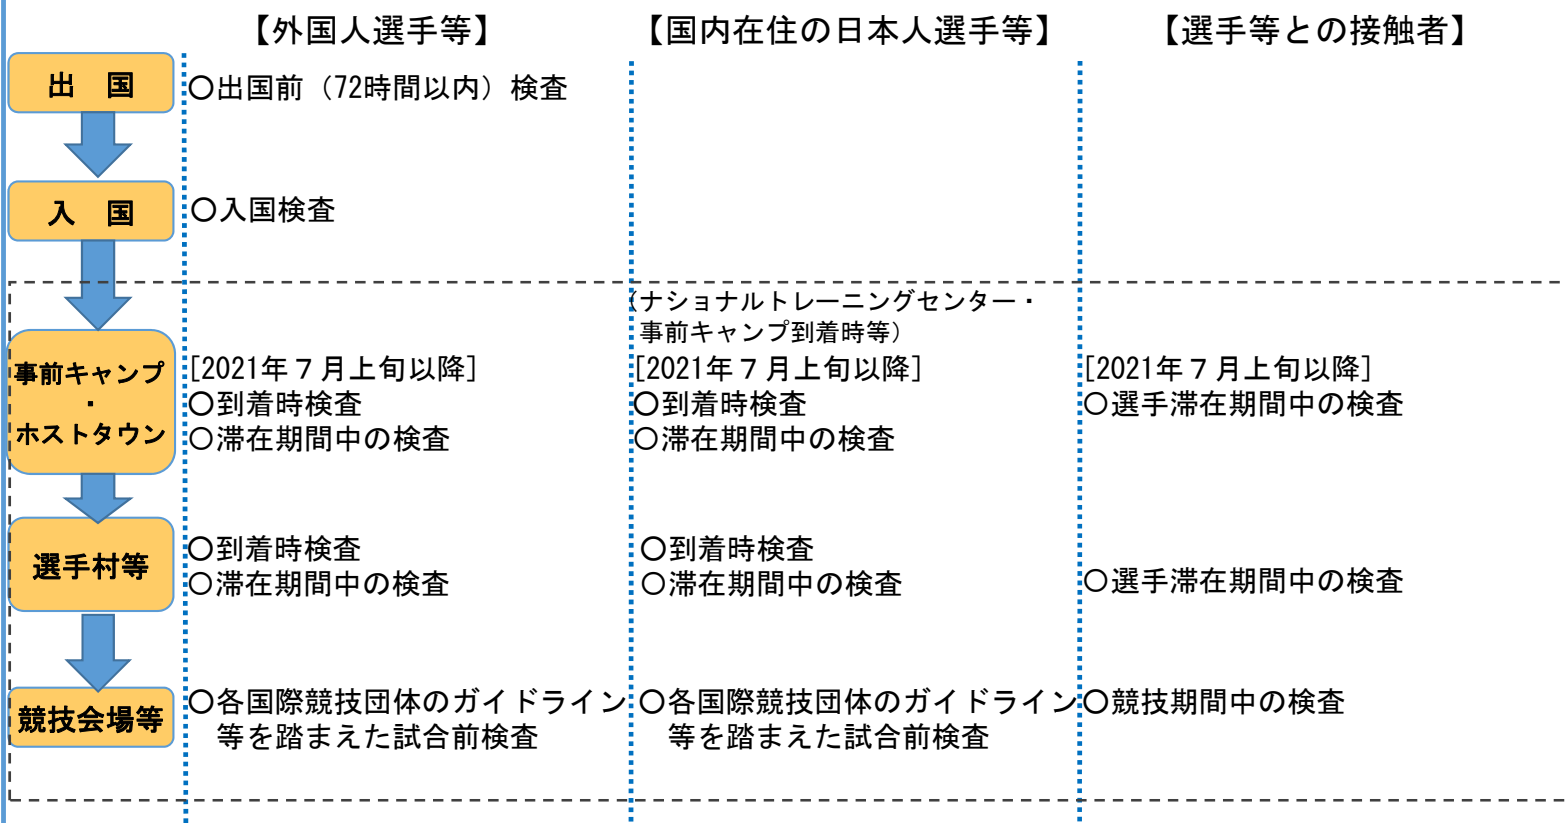 【外国人選手等】
【国内在住の日本人選手等】
【選手等との接触者】
出　国
〇出国前（72時間以内）検査
入　国
〇入国検査
（ナショナルトレーニングセンター・
事前キャンプ到着時等）
事前キャンプ
・
ホストタウン
[2021年７月上旬以降]
〇到着時検査
〇滞在期間中の検査
[2021年７月上旬以降]
〇到着時検査
〇滞在期間中の検査
[2021年７月上旬以降]
〇選手滞在期間中の検査
選手村等
〇到着時検査
〇滞在期間中の検査
〇到着時検査
〇滞在期間中の検査
〇選手滞在期間中の検査
競技会場等
〇各国際競技団体のガイドライン
等を踏まえた試合前検査
〇各国際競技団体のガイドライン
等を踏まえた試合前検査
〇競技期間中の検査